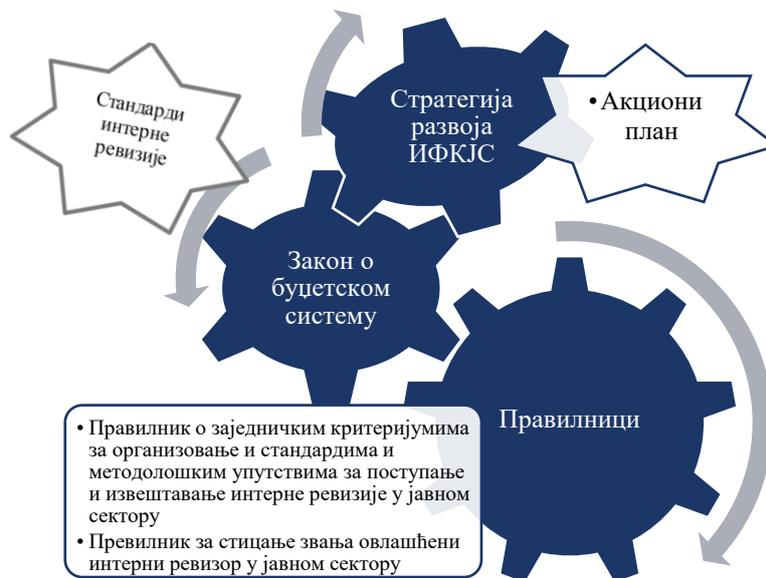 Стандарди
интерне
ревизије
Стратегија
развоја
ИФКЈС
•Акциони
план
Закон о
буџетском
систему
Правилници
• Правилник о заједничким критеријумима
за организовање и стандардима и
методолошким упутствима за поступање
и извештавање интерне ревизије у јавном
сектору
• Превилник за стицање звања овлашћени
интерни ревизор у јавном сектору